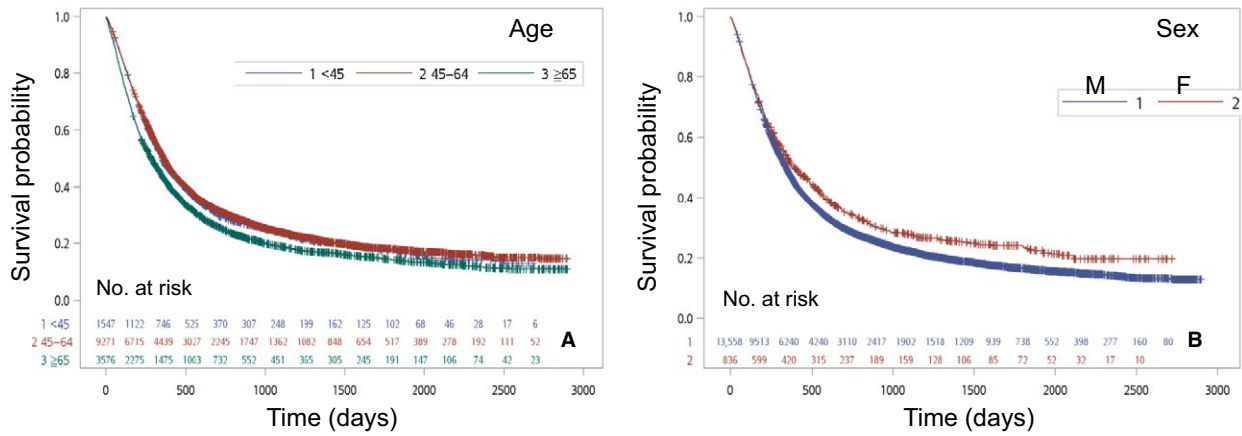 Age
1 <45 2 45–64 3 ≧65
Survival probability
1.0
0.8
0.6
0.4
0.2
0.0
No. at risk
1 <45 1547 1122 746 525 370 307 248 199 162 125 102 68 46 28 17 6
2 45–64 9271 6715 4439 3027 2245 1747 1362 1082 848 654 517 389 278 192 111 52
3 ≧65 3576 2275 1475 1003 732 552 451 365 305 245 191 147 106 74 42 23
A
0 500 1000 1500 2000 2500 3000
Time (days)
Sex
M F
1 2
Survival probability
1.0
0.8
0.6
0.4
0.2
0.0
No. at risk
1 13,558 9513 6240 4240 3110 2417 1902 1518 1209 939 738 552 398 277 160 80
2 836 599 420 315 237 189 159 128 106 85 72 52 32 17 10
B
0 500 1000 1500 2000 2500 3000
Time (days)